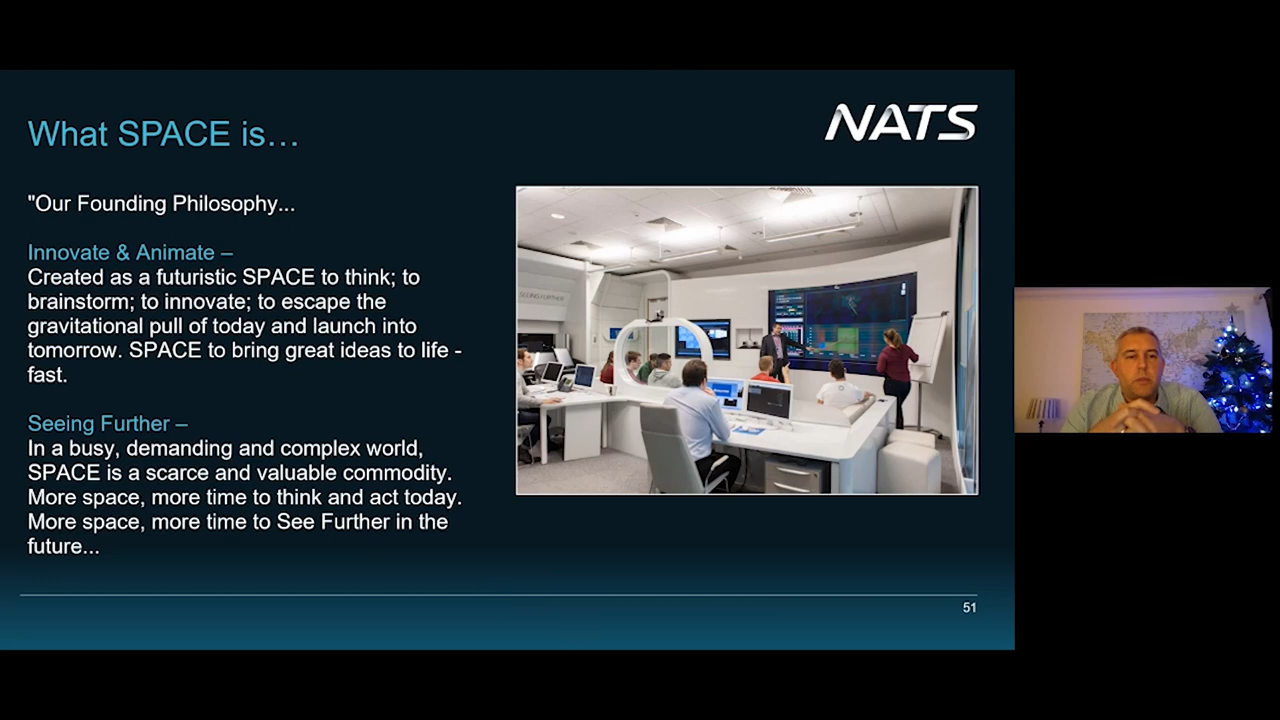 What SPACE is…
NATS
"Our Founding Philosophy...
Innovate & Animate –
Created as a futuristic SPACE to think; to
brainstorm; to innovate; to escape the
gravitational pull of today and launch into
tomorrow. SPACE to bring great ideas to life -
fast.
Seeing Further –
In a busy, demanding and complex world,
SPACE is a scarce and valuable commodity.
More space, more time to think and act today.
More space, more time to See Further in the
future...
SEEING FURTHER
51